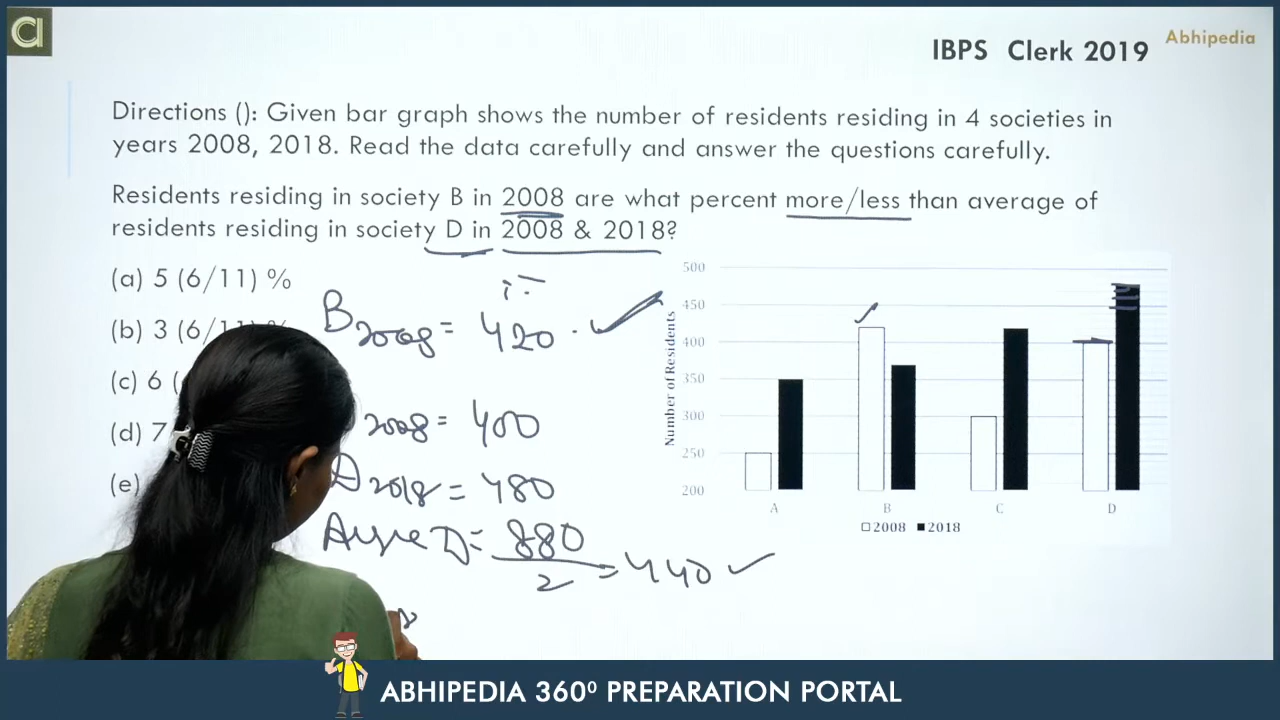 a
IBPS Clerk 2019
Abhipedia
Directions (): Given bar graph shows the number of residents residing in 4 societies in
years 2008, 2018. Read the data carefully and answer the questions carefully.
Residents residing in society B in 2008 are what percent more/less than average of
residents residing in society D in 2008 & 2018?
(a) 5 (6/11) %
(b) 3 (6/11) %
(c) 6 (
(d) 7
(e)
B2008 = 420
2008 = 400
D2018 = 480
D = 880
2
= 440
500
450
400
350
300
250
200
Number of Residents
A B C D
2008 2018
ABHIPEDIA 360⁰ PREPARATION PORTAL